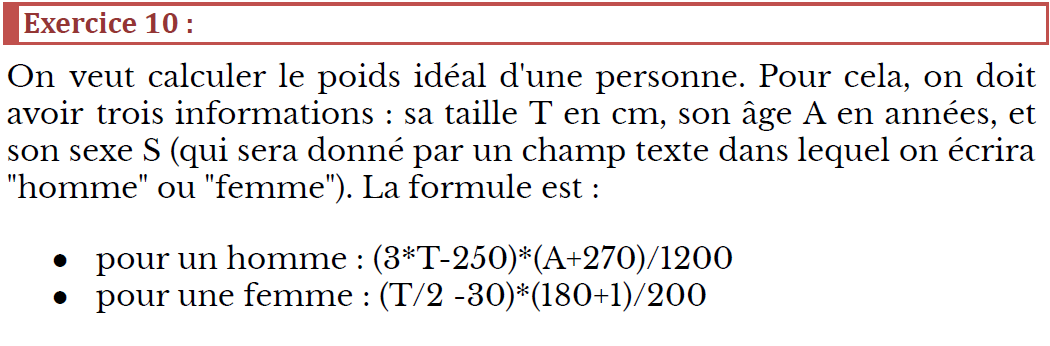 Exercice 10 :
On veut calculer le poids idéal d'une personne. Pour cela, on doit
avoir trois informations : sa taille T en cm, son âge A en années, et
son sexe S (qui sera donné par un champ texte dans lequel on écrira
"homme" ou "femme"). La formule est :
● pour un homme : (3*T-250)*(A+270)/1200
● pour une femme : (T/2 -30)*(180+1)/200